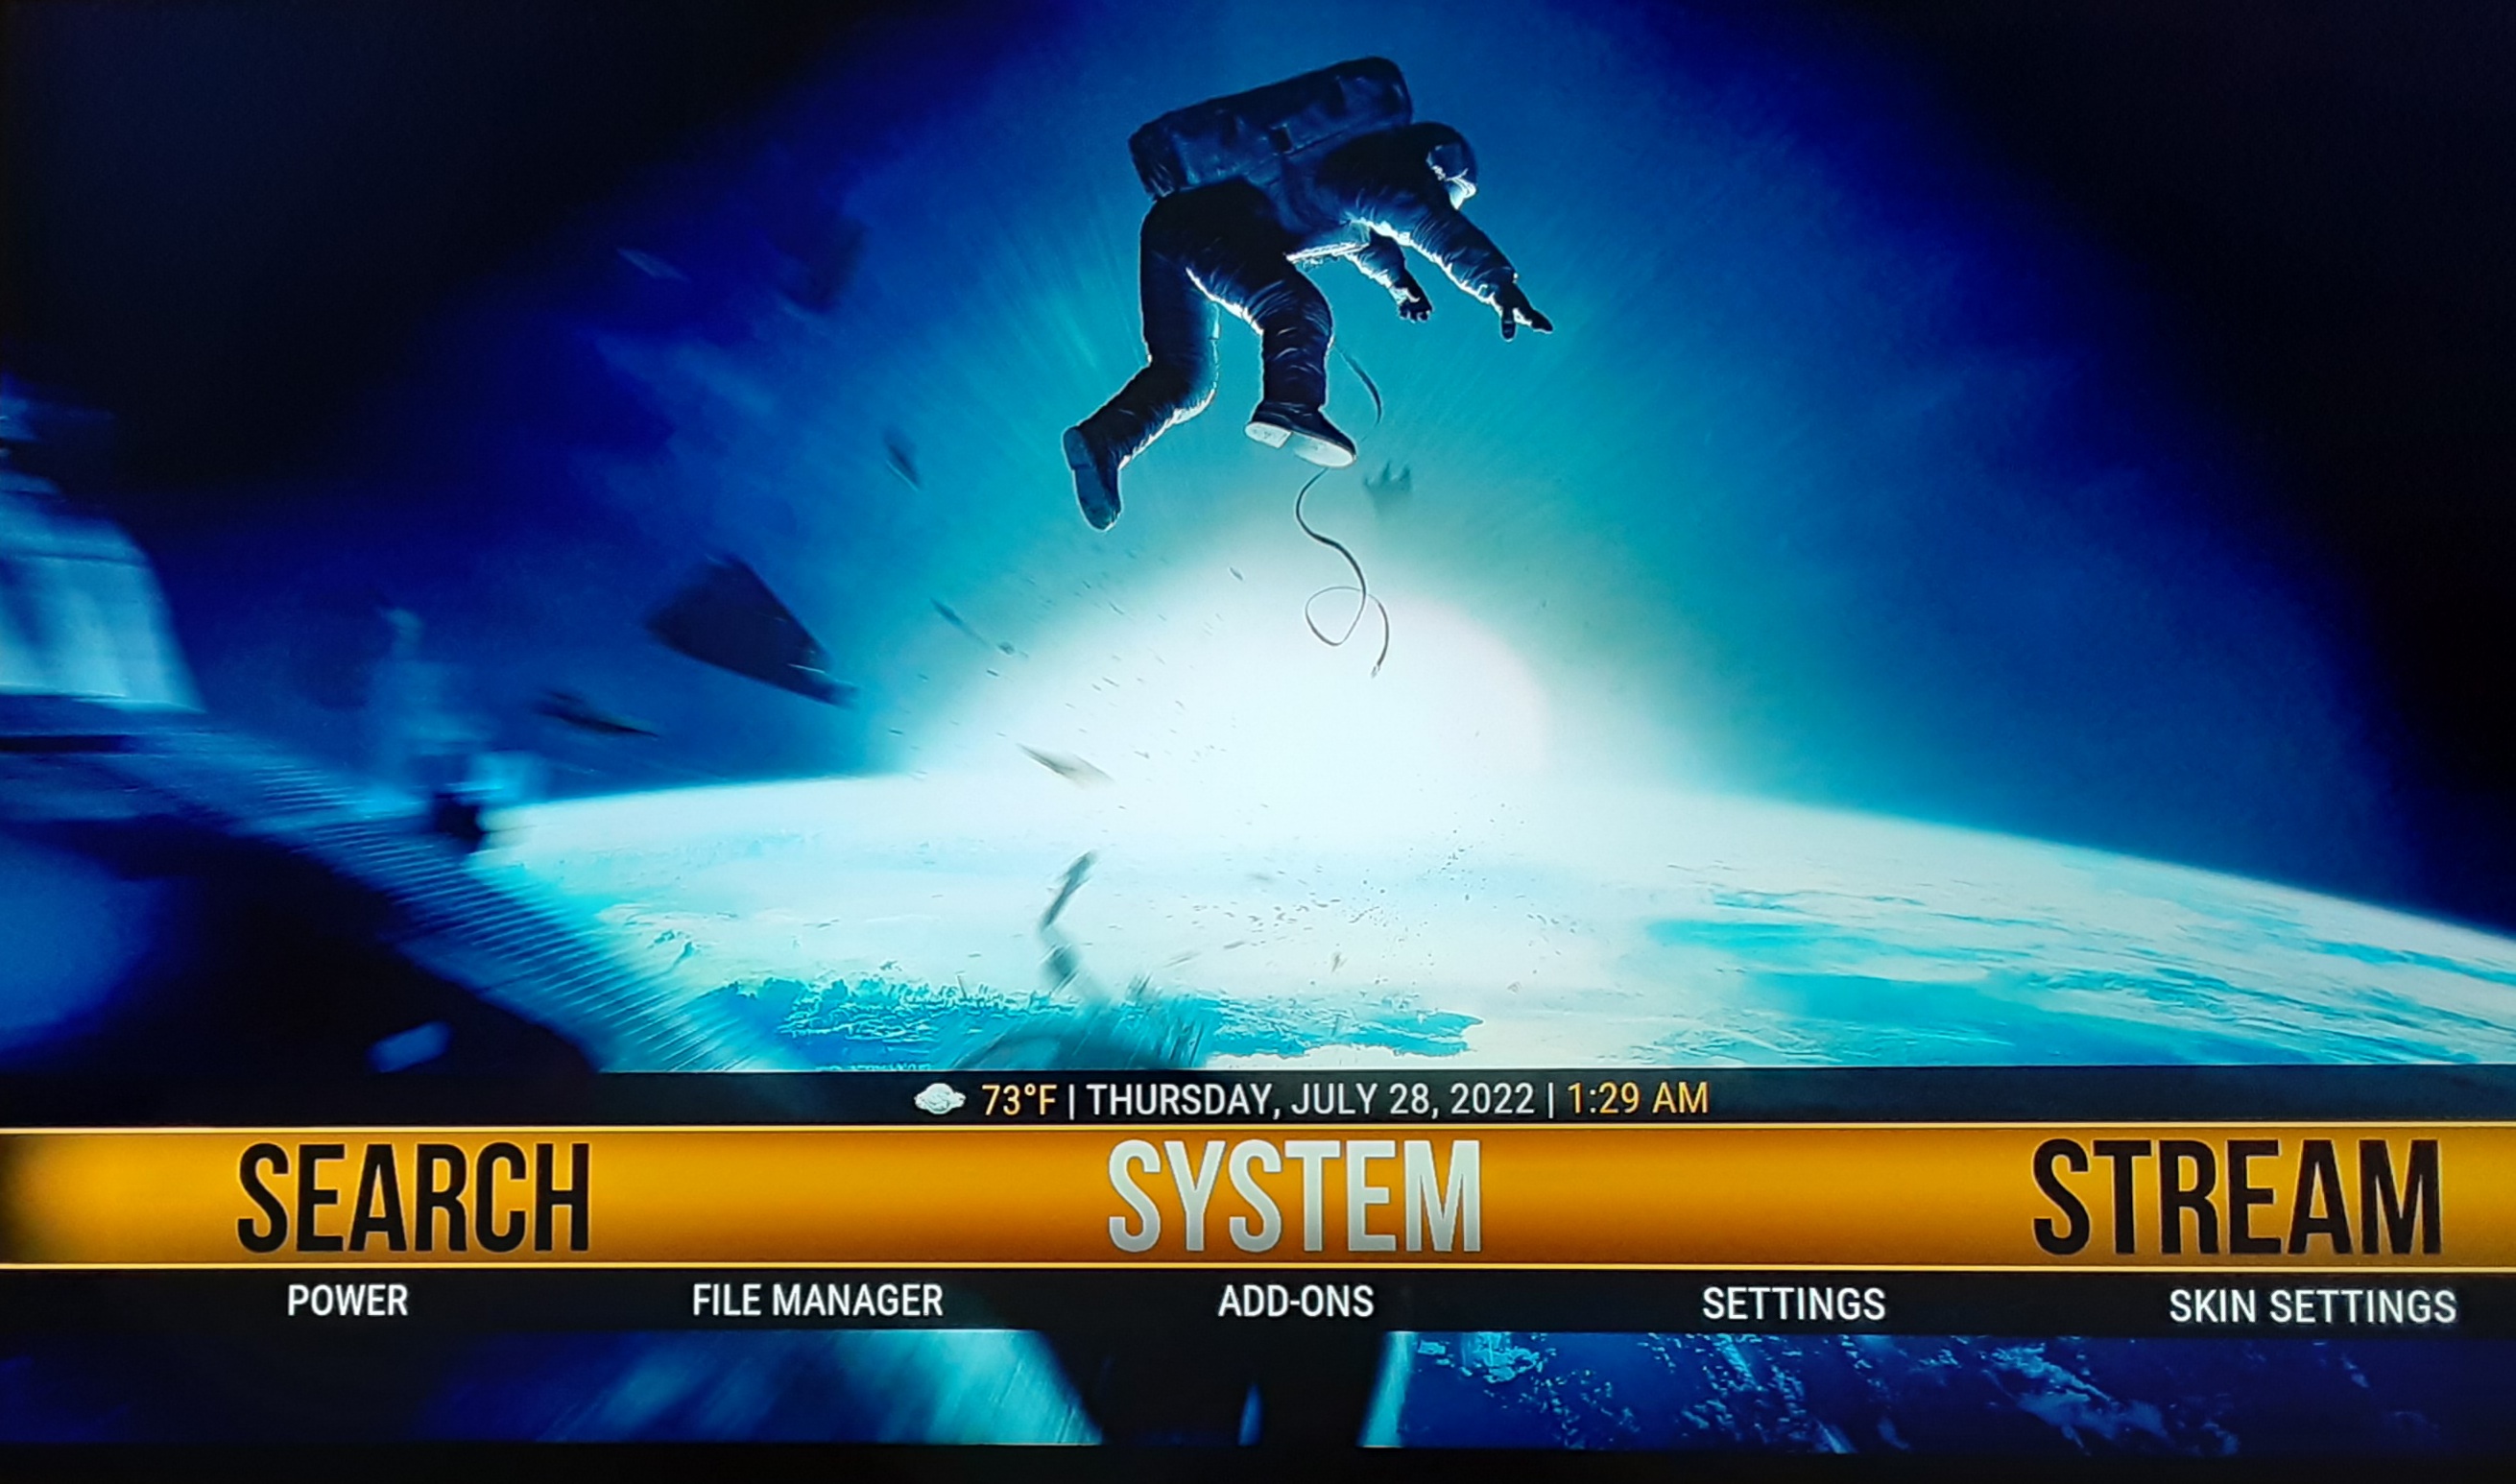 73°F | THURSDAY, JULY 28, 2022 | 1:29 AM
SEARCH SYSTEM STREAM
POWER FILE MANAGER ADD-ONS SETTINGS SKIN SETTINGS